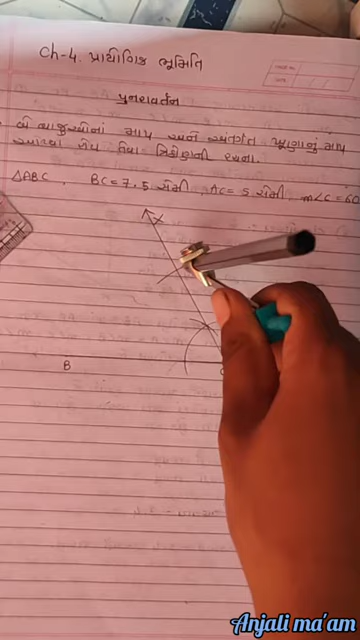 Ch-4. પ્રાયોગિક ભૂમિતિ
પુનરાવર્તન
બે બાજુઓનાં માપ અને અંતર્ગત ખૂણાનું માપ
આપ્યા હોય તેવા ત્રિકોણની રચના.
△ABC, BC = 7.5 સેમી, AC = 5 સેમી m∠C = 60
X
B
Anjali ma'am